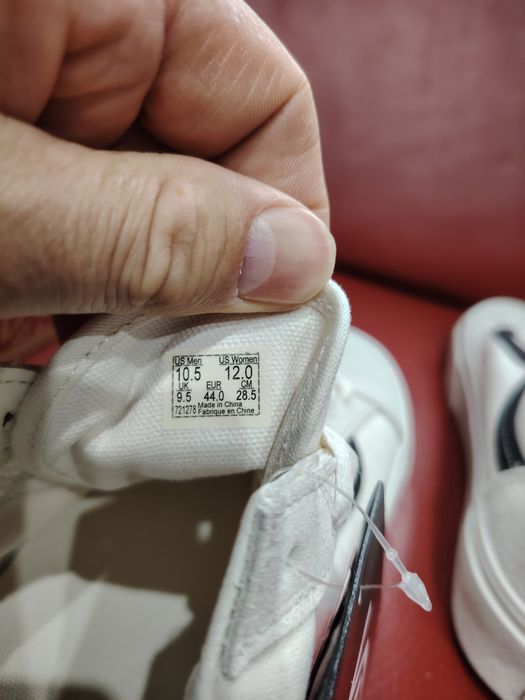 US Men US Women
10.5 12.0
UK EUR CM
9.5 44.0 28.5
721278 Made in China
Fabrique en Chine